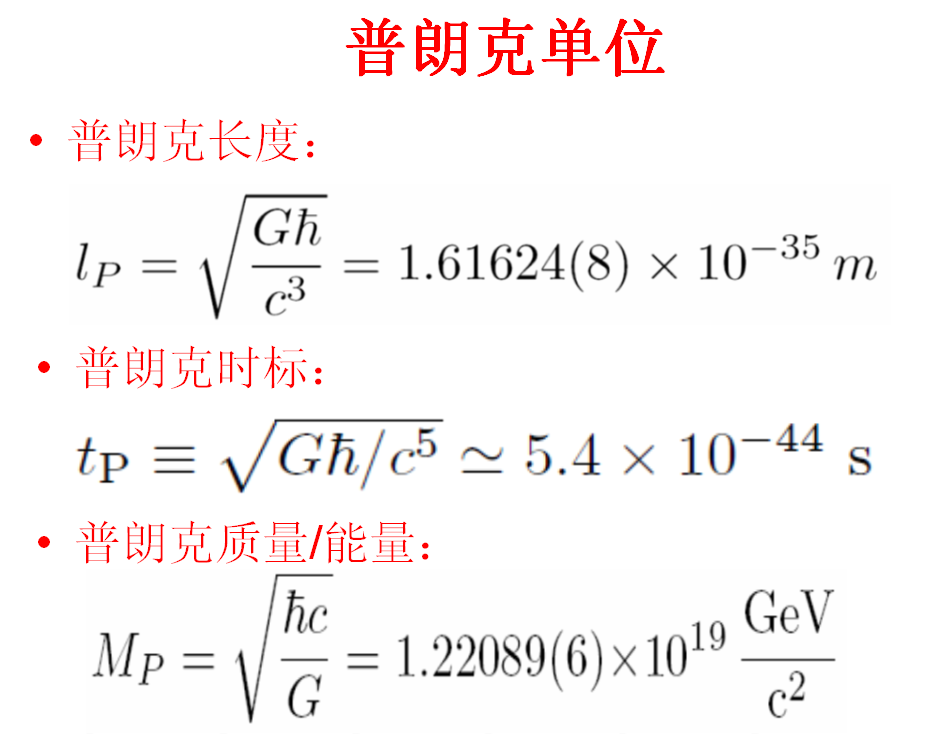 普朗克单位
• 普朗克长度：
l_P = √(Għ/c³) = 1.61624(8) × 10⁻³⁵ m
• 普朗克时标：
t_P ≡ √(Għ/c⁵) ≃ 5.4 × 10⁻⁴⁴ s
• 普朗克质量/能量：
M_P = √(ħc/G) = 1.22089(6)×10¹⁹ GeV/c²